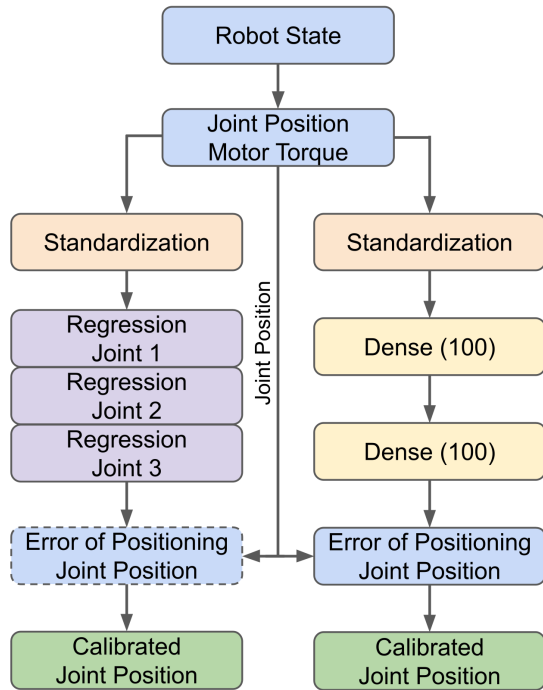 Robot State
Joint Position
Motor Torque
Standardization
Regression
Joint 1
Regression
Joint 2
Regression
Joint 3
Error of Positioning
Joint Position
Calibrated
Joint Position
Joint Position
Standardization
Dense (100)
Dense (100)
Error of Positioning
Joint Position
Calibrated
Joint Position